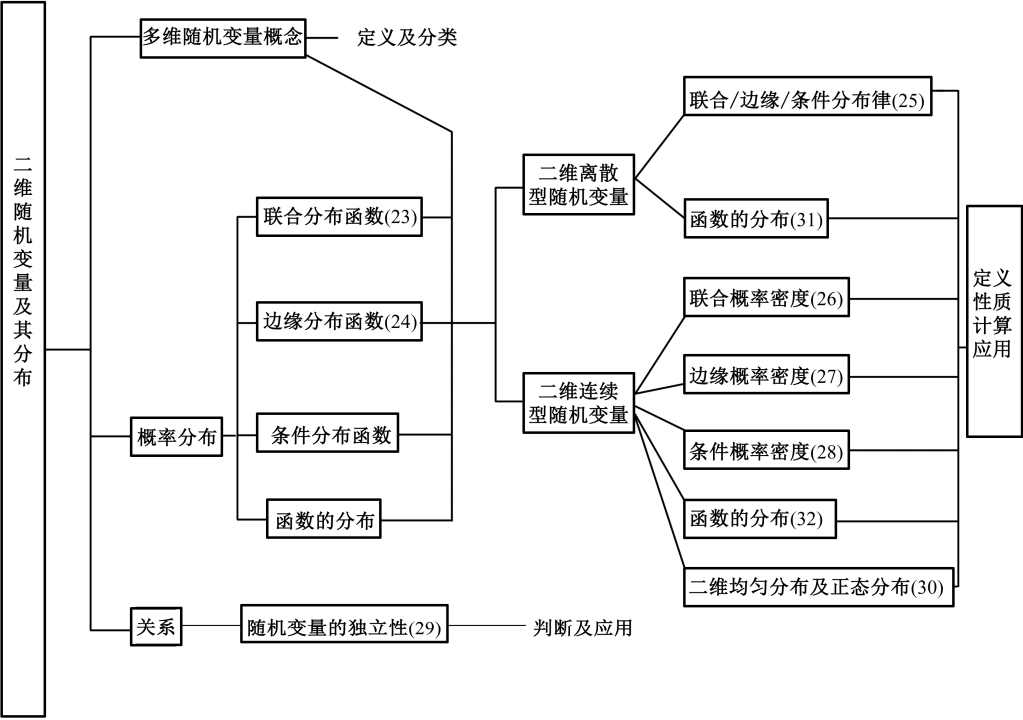 二维随机变量及其分布
多维随机变量概念
定义及分类
概率分布
联合分布函数(23)
边缘分布函数(24)
条件分布函数
函数的分布
关系
随机变量的独立性(29)
判断及应用
二维离散
型随机变量
联合/边缘/条件分布律(25)
函数的分布(31)
二维连续
型随机变量
联合概率密度(26)
边缘概率密度(27)
条件概率密度(28)
函数的分布(32)
二维均匀分布及正态分布(30)
定义
性质
计算
应用